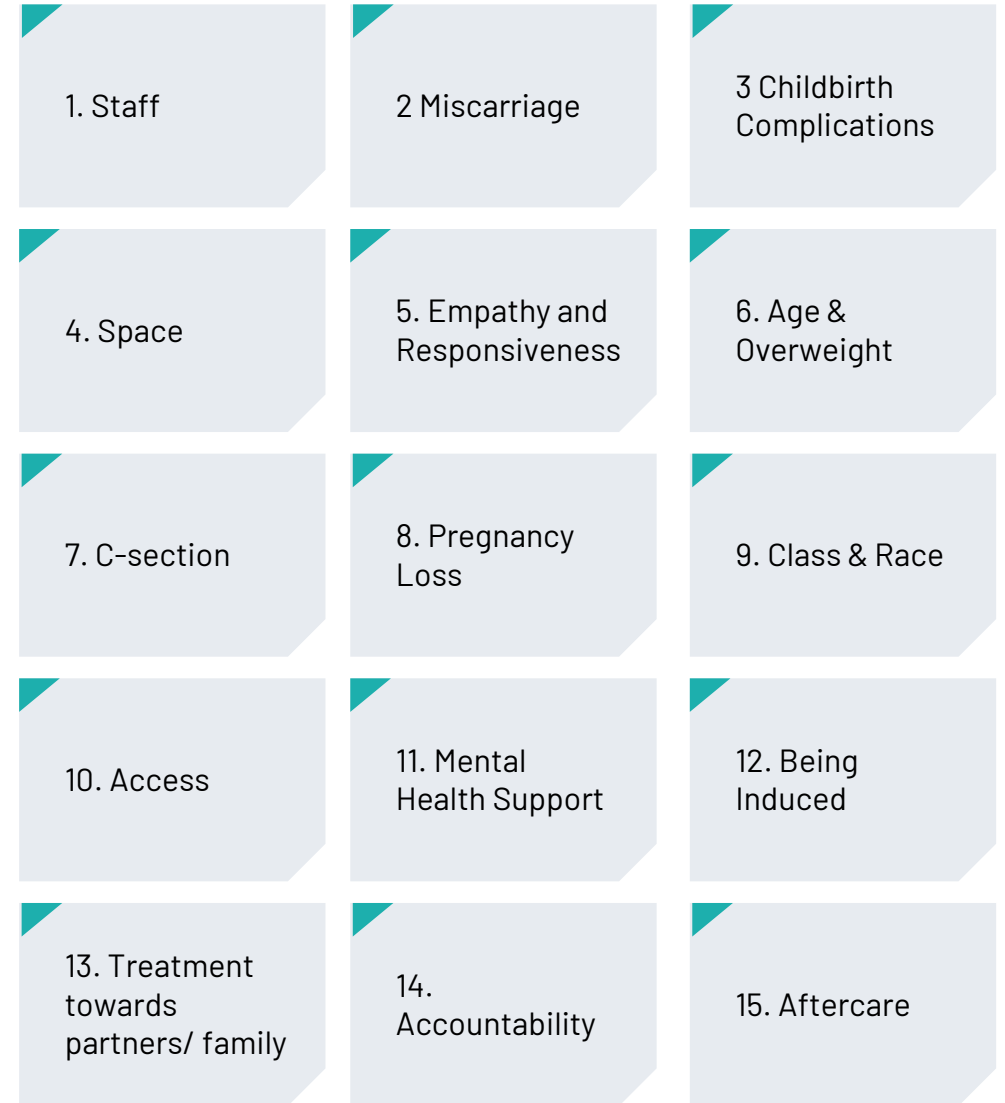 1. Staff
2 Miscarriage
3 Childbirth
Complications
4. Space
5. Empathy and
Responsiveness
6. Age &
Overweight
7. C-section
8. Pregnancy
Loss
9. Class & Race
10. Access
11. Mental
Health Support
12. Being
Induced
13. Treatment
towards
partners/ family
14.
Accountability
15. Aftercare